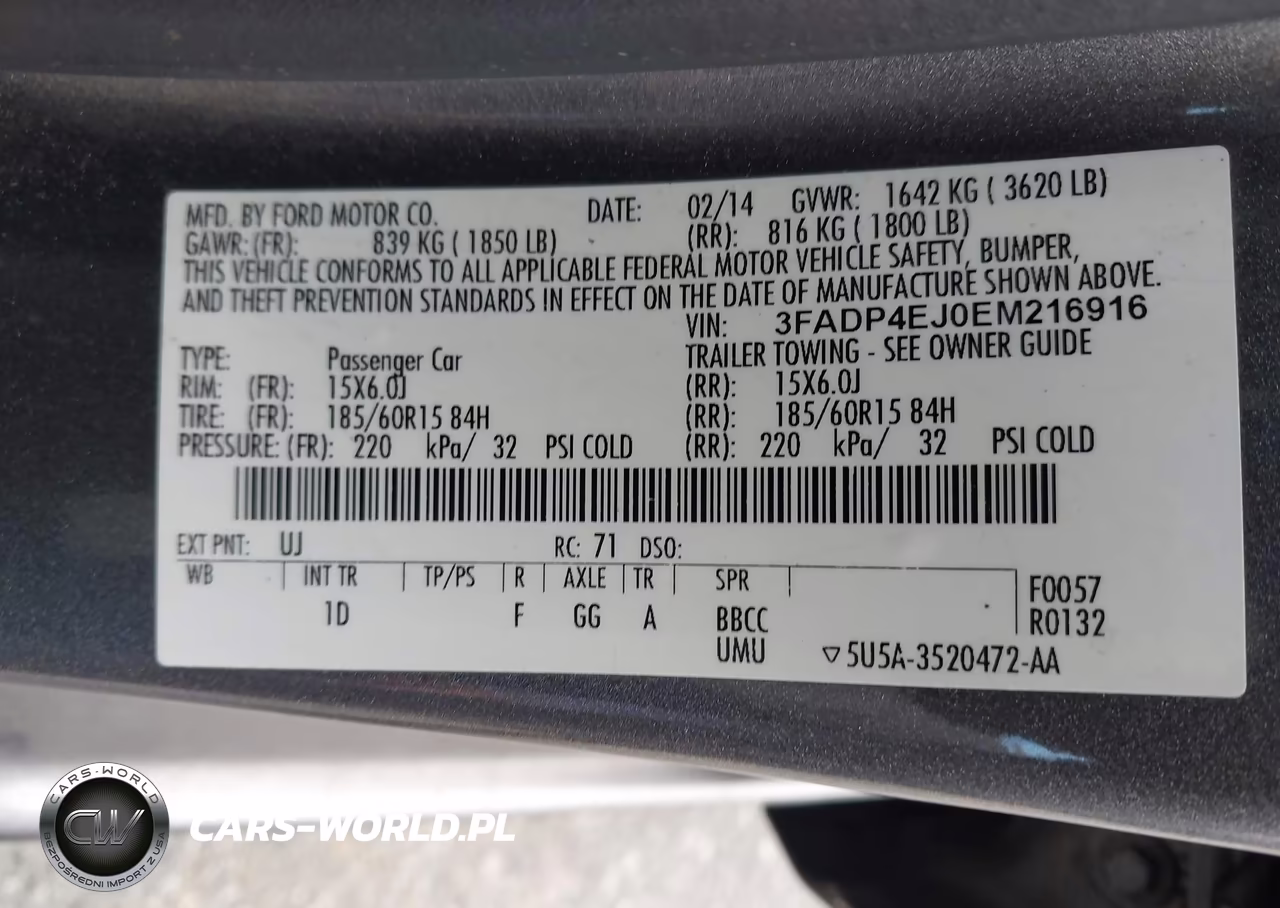 MFD. BY FORD MOTOR CO. DATE: 02/14 GVWR: 1642 KG ( 3620 LB)
GAWR: (FR): 839 KG ( 1850 LB) (RR): 816 KG ( 1800 LB)
THIS VEHICLE CONFORMS TO ALL APPLICABLE FEDERAL MOTOR VEHICLE SAFETY, BUMPER,
AND THEFT PREVENTION STANDARDS IN EFFECT ON THE DATE OF MANUFACTURE SHOWN ABOVE.
VIN: 3FADP4EJ0EM216916
TRAILER TOWING - SEE OWNER GUIDE
TYPE: Passenger Car
RIM: (FR): 15X6.0J (RR): 15X6.0J
TIRE: (FR): 185/60R15 84H (RR): 185/60R15 84H
PRESSURE: (FR): 220 kPa/ 32 PSI COLD (RR): 220 kPa/ 32 PSI COLD
EXT PNT: UJ RC: 71 DSO:
WB INT TR TP/PS R AXLE TR SPR F0057
1D F GG A BBCC R0132
UMU ▽5U5A-3520472-AA
CARS-WORLD
CW
BEZPOŚREDNI IMPORT Z USA
CARS-WORLD.PL